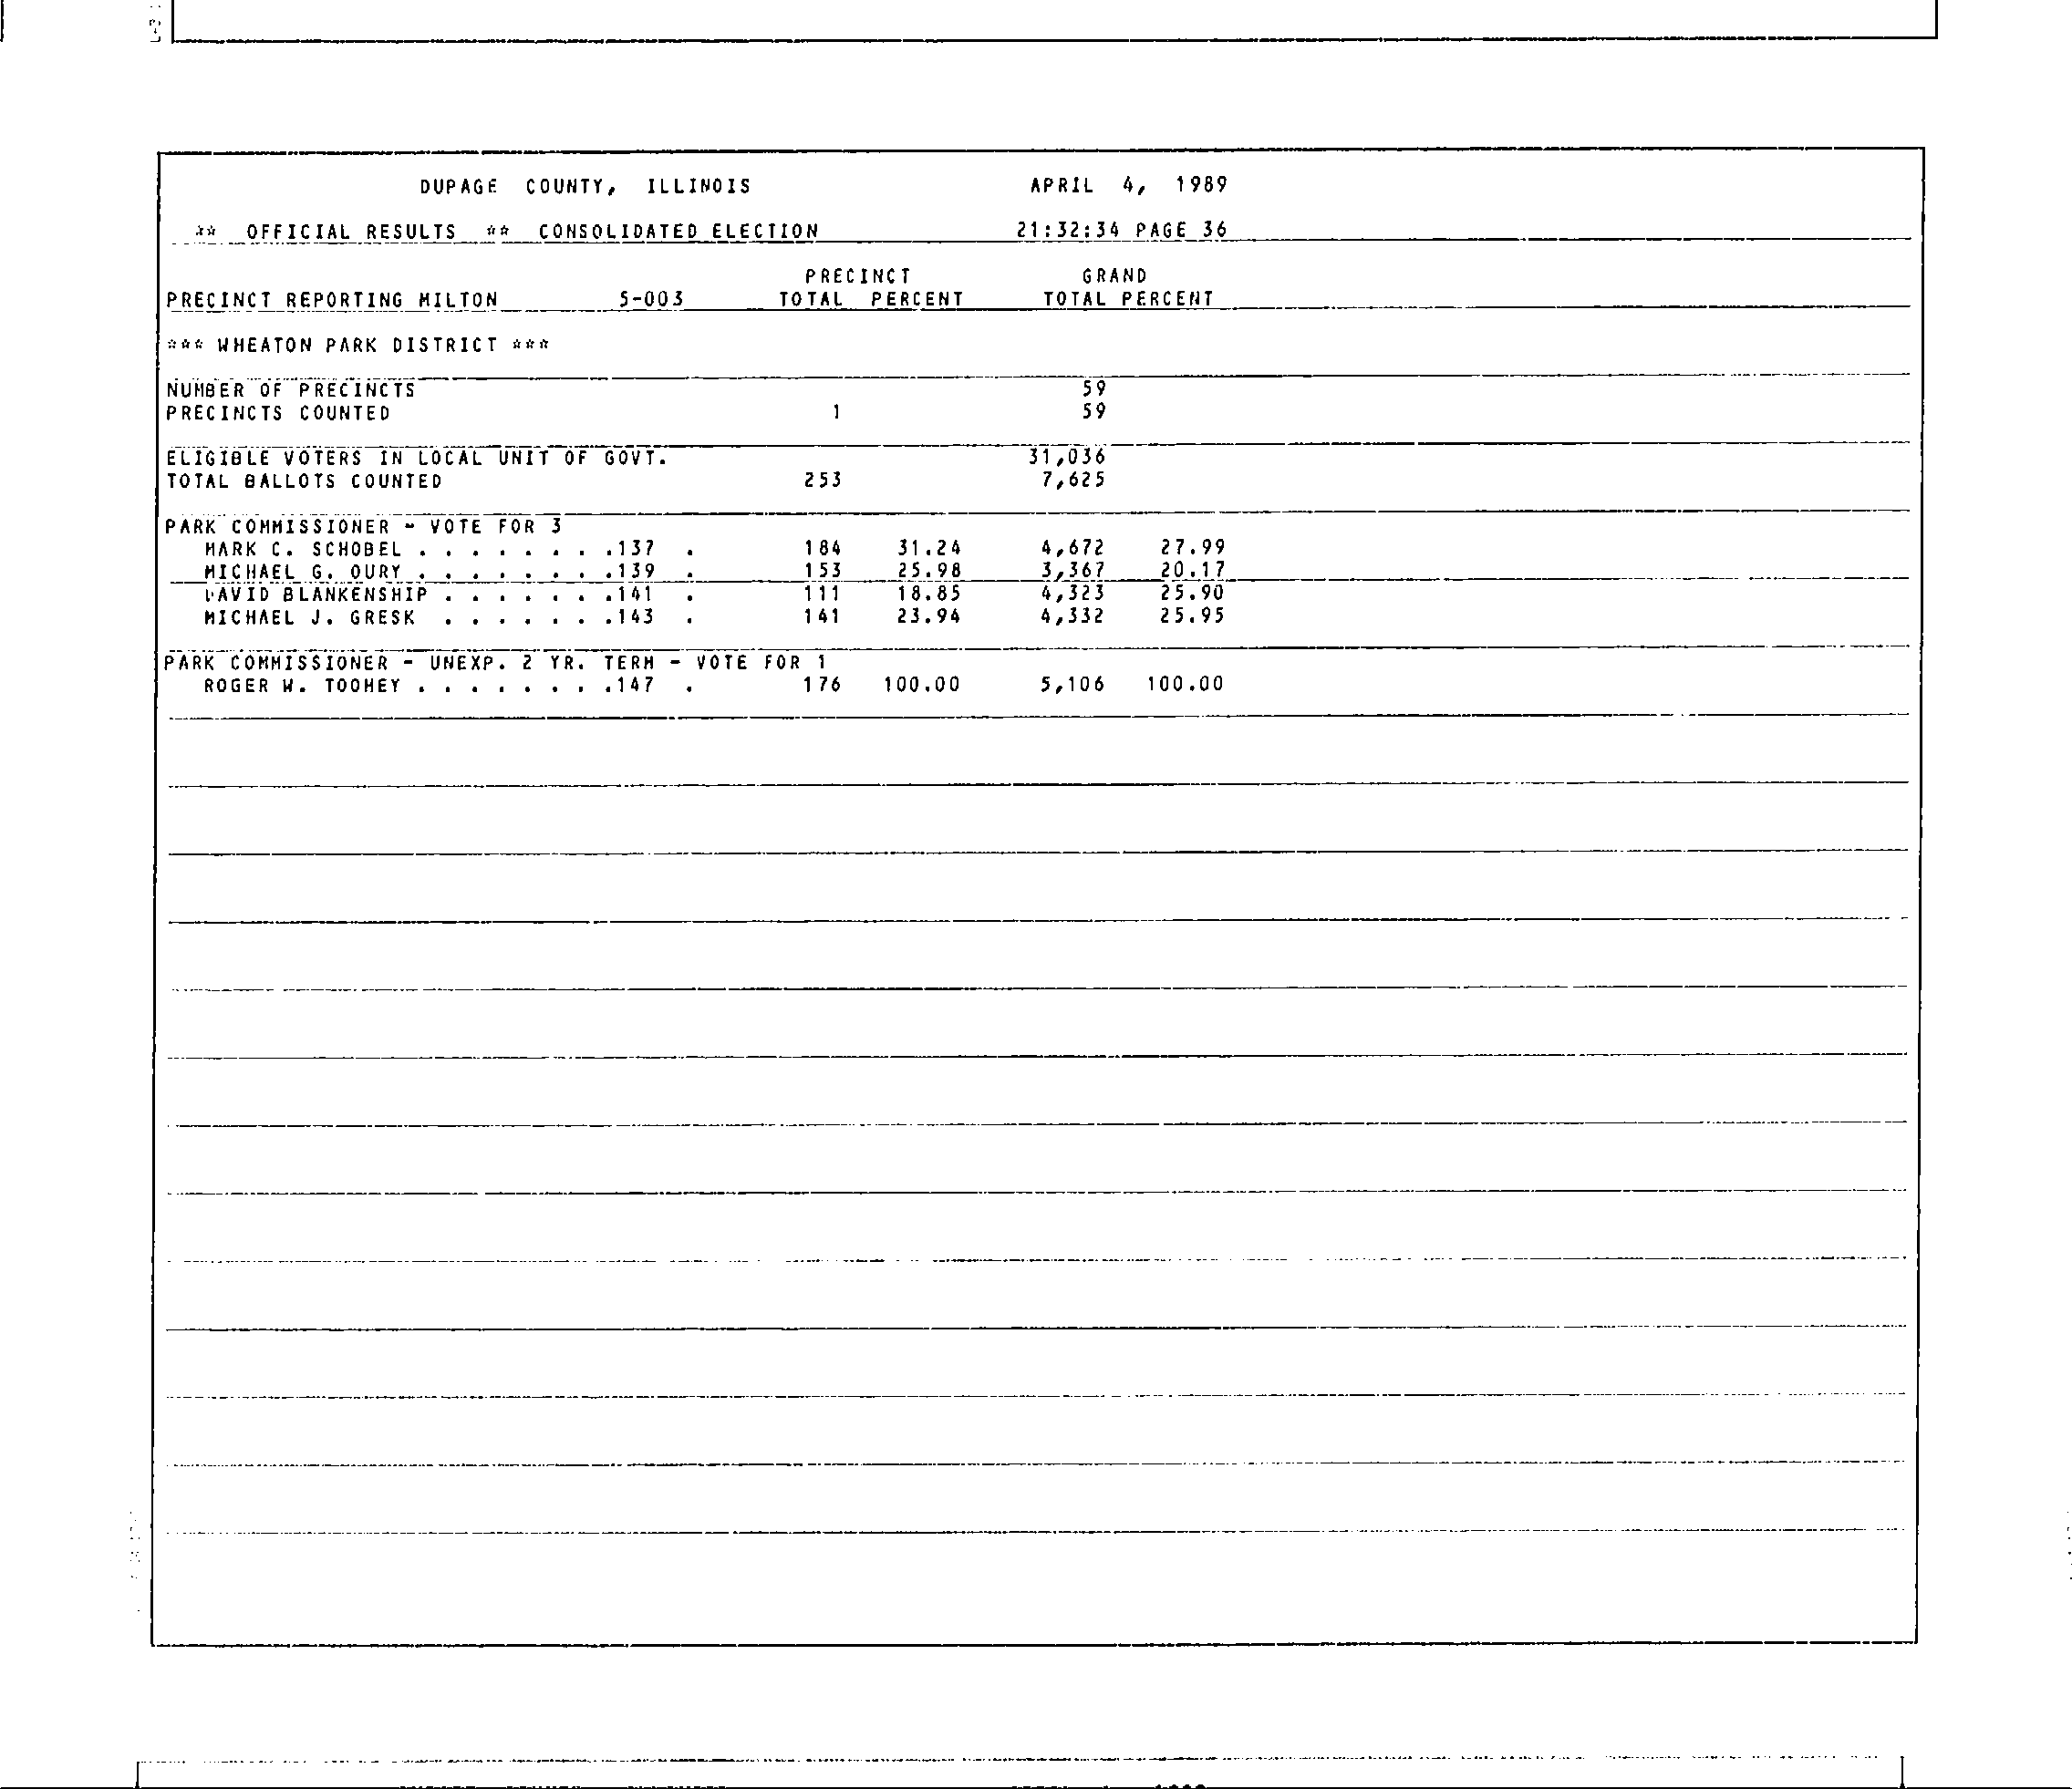 DUPAGE COUNTY, ILLINOIS APRIL 4, 1989
** OFFICIAL RESULTS ** CONSOLIDATED ELECTION 21:32:34 PAGE 36
PRECINCT GRAND
PRECINCT REPORTING MILTON 5-003 TOTAL PERCENT TOTAL PERCENT
*** WHEATON PARK DISTRICT ***
NUMBER OF PRECINCTS 59
PRECINCTS COUNTED 1 59
ELIGIBLE VOTERS IN LOCAL UNIT OF GOVT. 31,036
TOTAL BALLOTS COUNTED 253 7,625
PARK COMMISSIONER - VOTE FOR 3
MARK C. SCHOBEL . . . . . . . .137 . 184 31.24 4,672 27.99
MICHAEL G. OURY . . . . . . . .139 . 153 25.98 3,367 20.17
DAVID BLANKENSHIP . . . . . . .141 . 111 18.85 4,323 25.90
MICHAEL J. GRESK . . . . . . .143 . 141 23.94 4,332 25.95
PARK COMMISSIONER - UNEXP. 2 YR. TERM - VOTE FOR 1
ROGER W. TOOHEY . . . . . . . .147 . 176 100.00 5,106 100.00